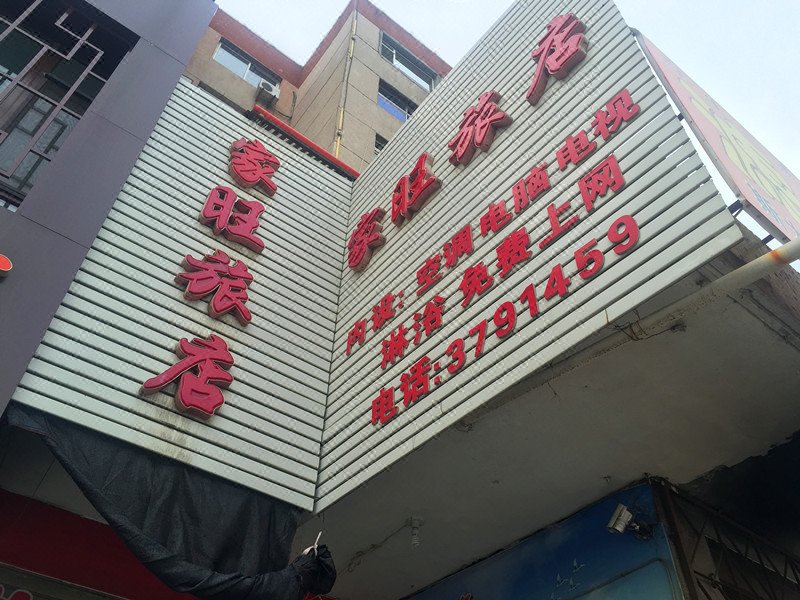 家旺旅店
家旺旅店
内设:空调电脑电视
淋浴 免费上网
电话:3791459